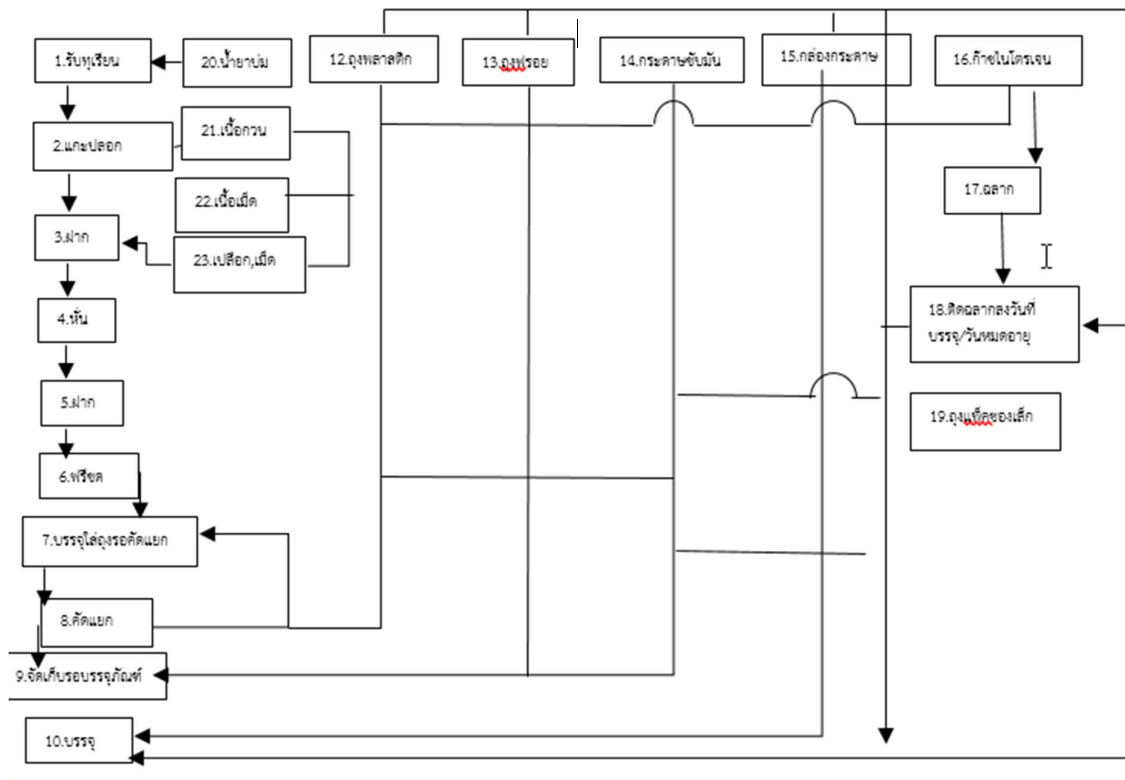 1.รับทุเรียน
20.น้ำยาบ่ม
12.ถุงพลาสติก
13.ถุงฟรอย
14.กระดาษซับมัน
15.กล่องกระดาษ
16.ก๊าซไนโตรเจน
2.แกะปลอก
21.เนื้อกวน
22.เนื้อเม็ด
17.ฉลาก
3.ฝาก
23.เปลือก,เม็ด
4.หั่น
18.ติดฉลากลงวันที่
บรรจุ/วันหมดอายุ
5.ฝาก
19.ถุงแพ็คของเล็ก
6.ฟรีซด
7.บรรจุใส่ถุงรอคัดแยก
8.คัดแยก
9.จัดเก็บรอบรรจุภัณฑ์
10.บรรจุ